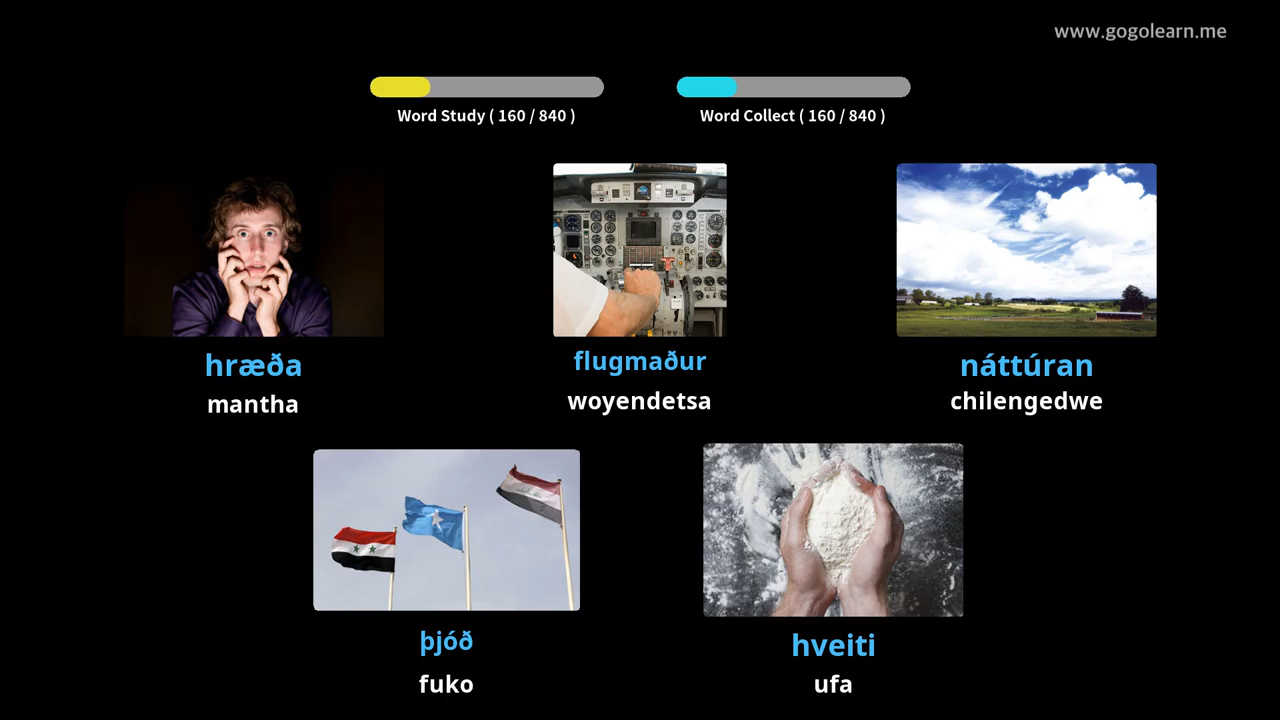 www.gogolearn.me
Word Study ( 160 / 840 )
Word Collect ( 160 / 840 )
hræða
mantha
flugmaður
woyendetsa
náttúran
chilengedwe
þjóð
fuko
hveiti
ufa